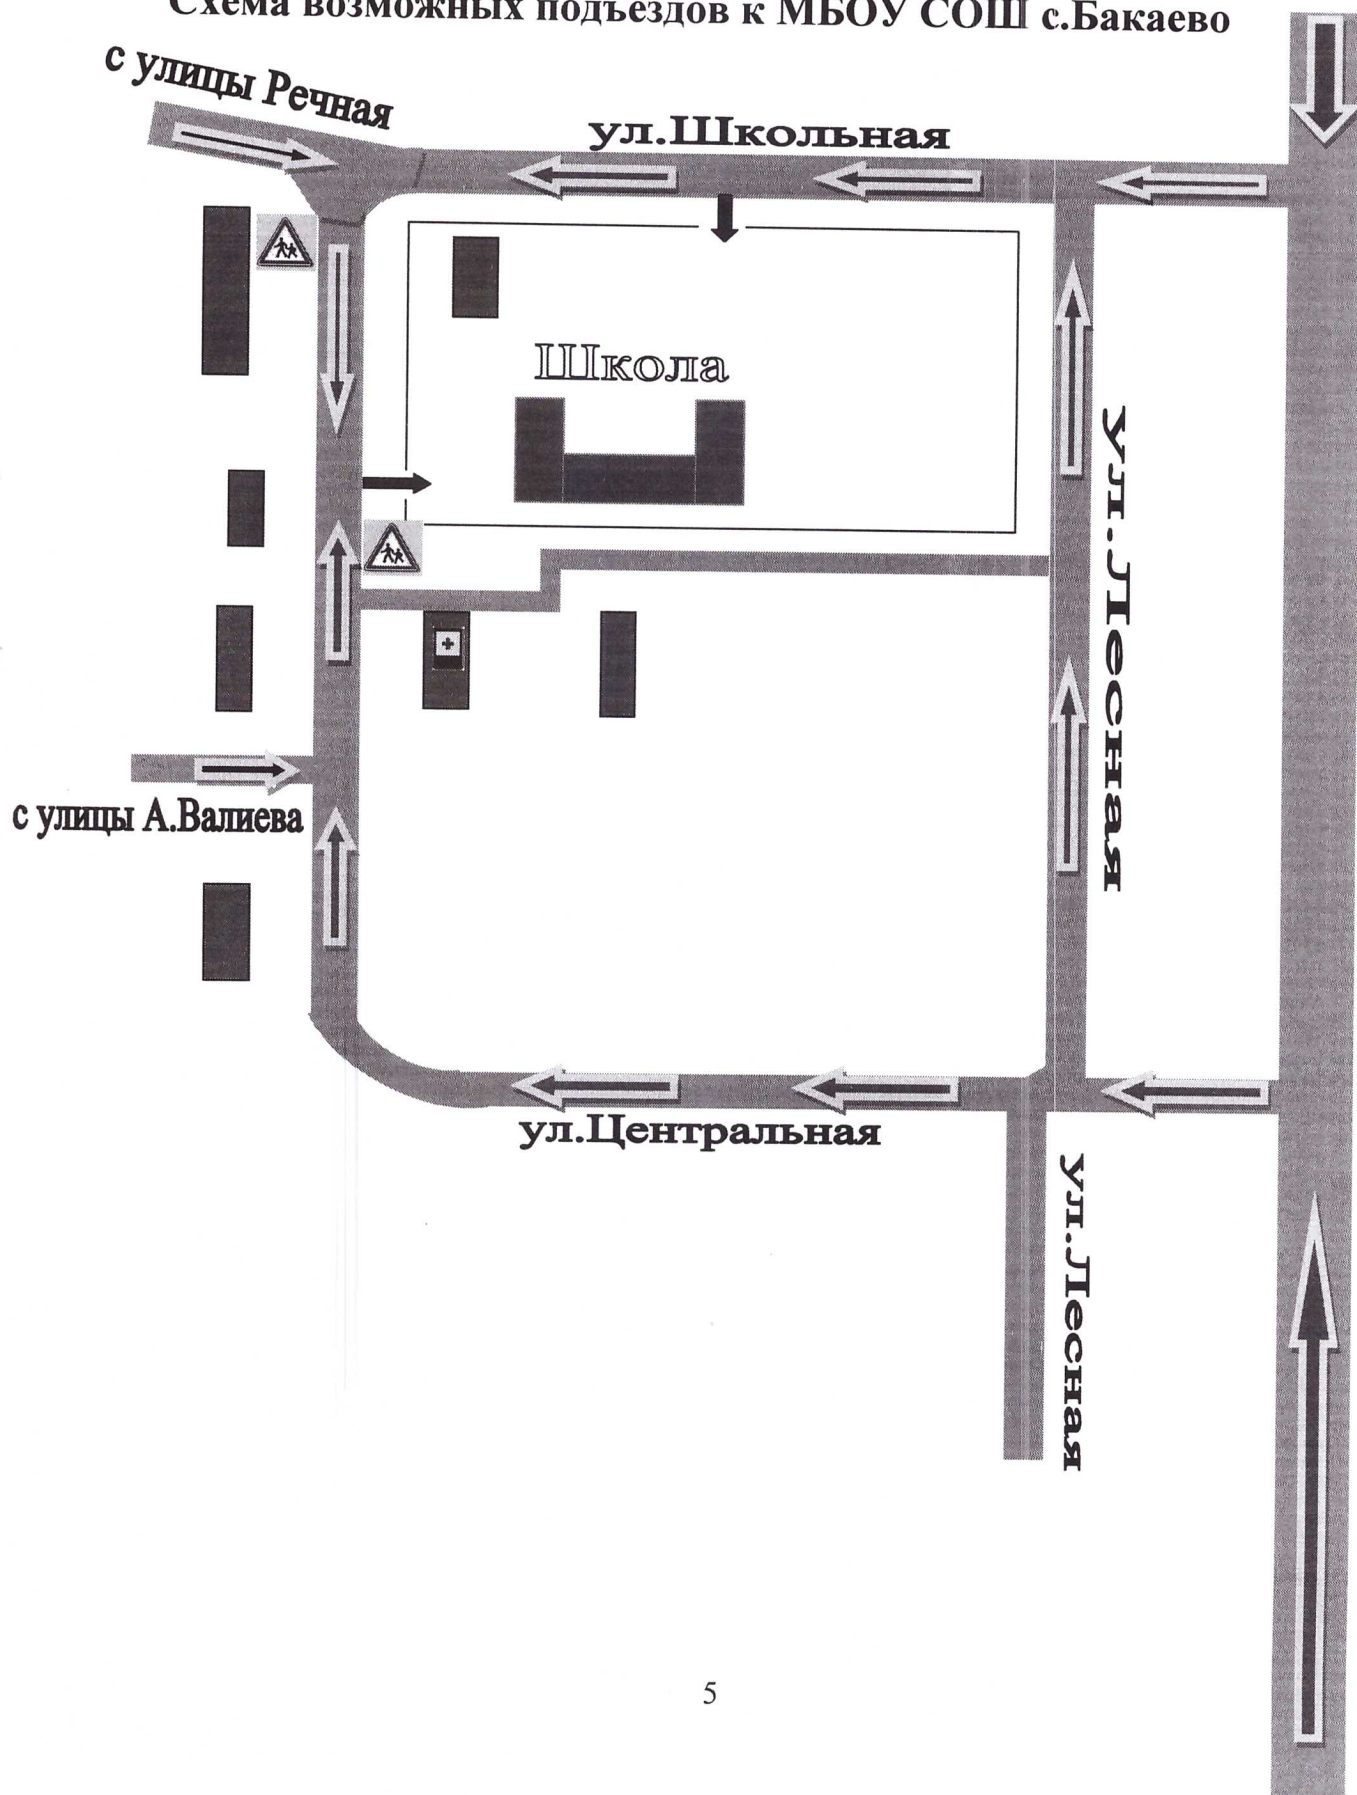 Схема возможных подъездов к МБОУ СОШ с.Бакаево
с улицы Речная
ул.Школьная
Школа
ул.Лесная
с улицы А.Валиева
ул.Центральная
ул.Лесная
5